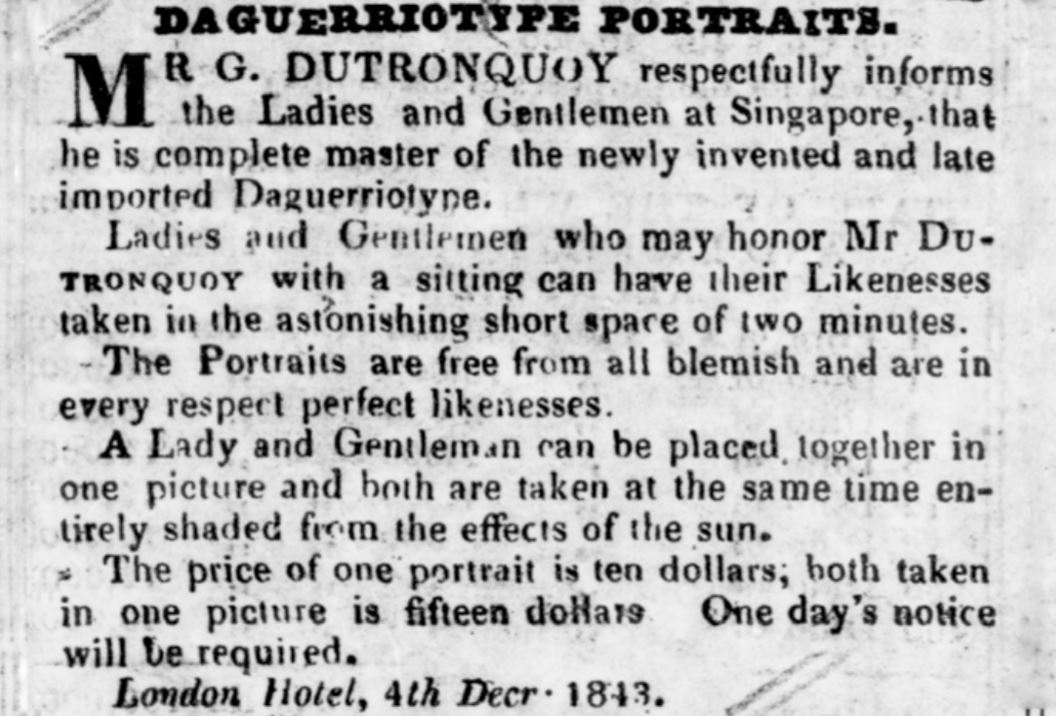 DAGUERRIOTYPE PORTRAITS.
MR G. DUTRONQUOY respectfully informs
the Ladies and Gentlemen at Singapore, that
he is complete master of the newly invented and late
imported Daguerriotype.
Ladies and Gentlemen who may honor Mr DU-
TRONQUOY with a sitting can have their Likenesses
taken in the astonishing short space of two minutes.
The Portraits are free from all blemish and are in
every respect perfect likenesses.
A Lady and Gentleman can be placed together in
one picture and both are taken at the same time en-
tirely shaded from the effects of the sun.
The price of one portrait is ten dollars; both taken
in one picture is fifteen dollars One day's notice
will be required.
London Hotel, 4th Decr. 1843.